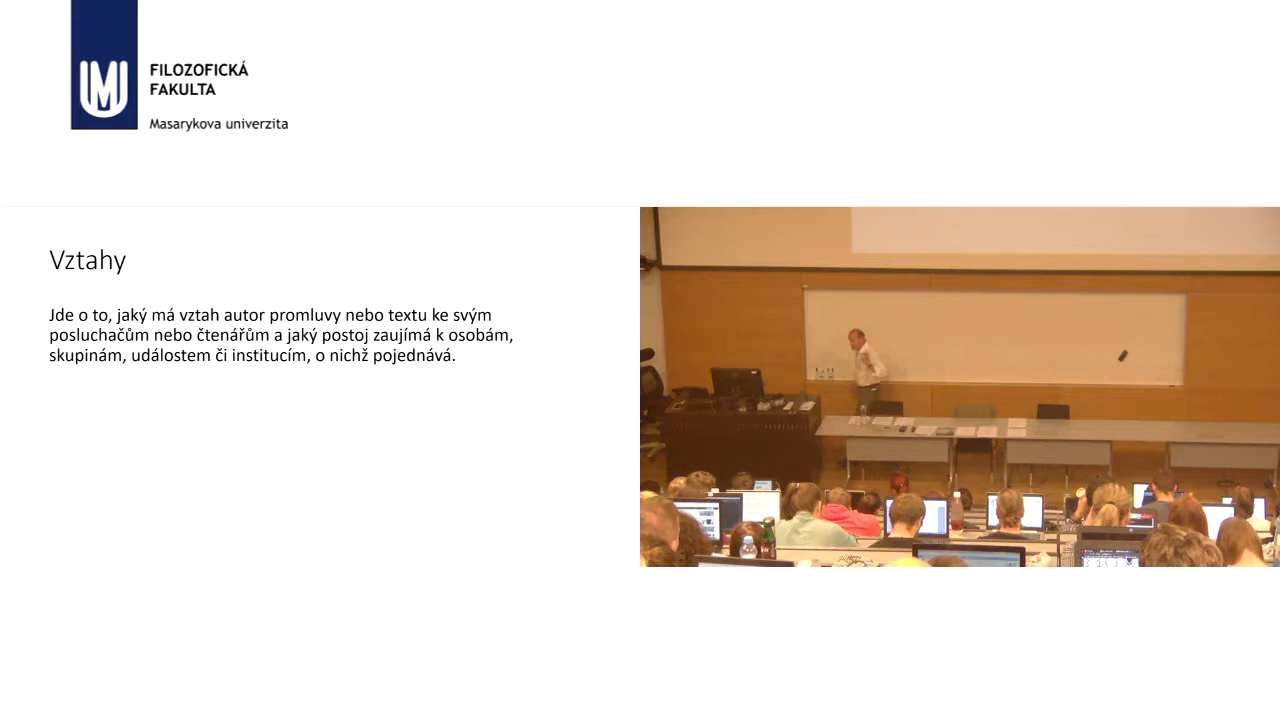 FILOZOFICKÁ
FAKULTA
Masarykova univerzita
Vztahy
Jde o to, jaký má vztah autor promluvy nebo textu ke svým
posluchačům nebo čtenářům a jaký postoj zaujímá k osobám,
skupinám, událostem či institucím, o nichž pojednává.